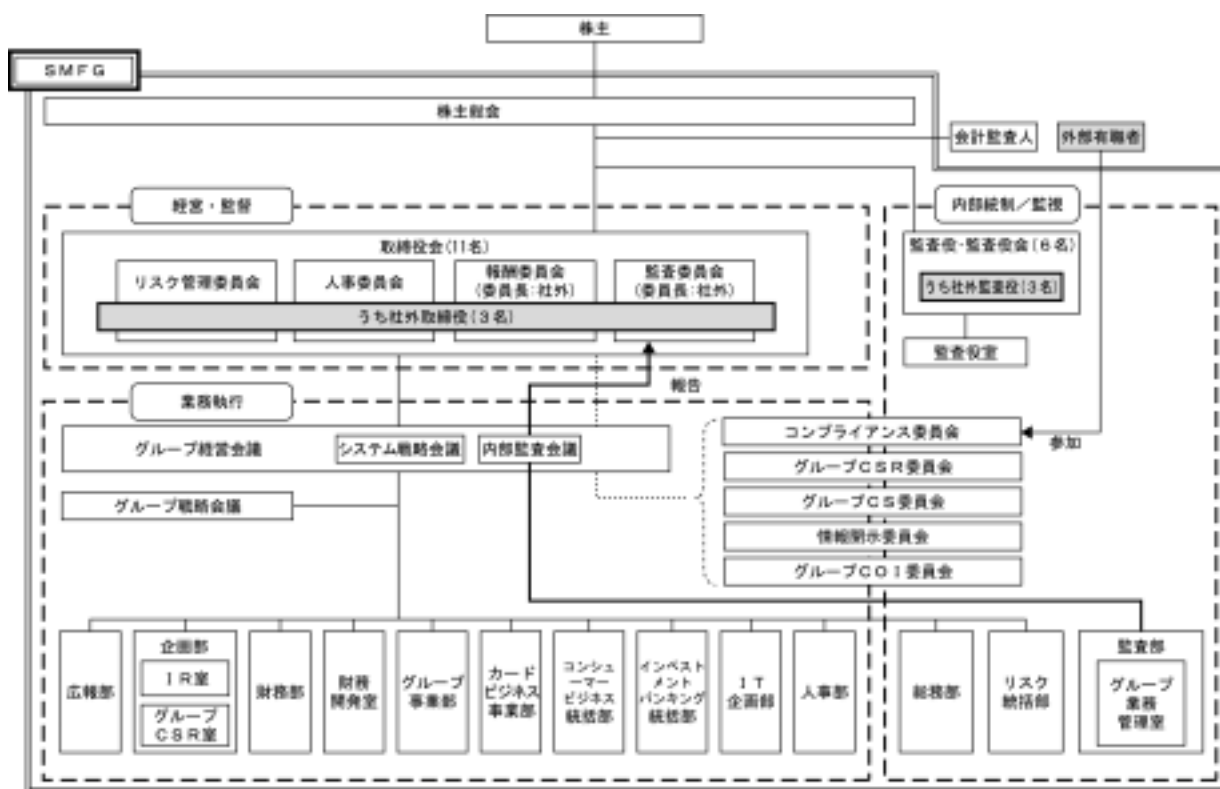 株主
ＳＭＦＧ
株主総会
会計監査人
外部有識者
経営・監督
内部統制／監視
取締役会(11名)
リスク管理委員会
人事委員会
報酬委員会
(委員長:社外)
監査委員会
(委員長:社外)
うち社外取締役(３名)
監査役・監査役会(６名)
うち社外監査役(３名)
監査役室
報告
業務執行
グループ経営会議
システム戦略会議
内部監査会議
グループ戦略会議
コンプライアンス委員会
参加
グループＣＳＲ委員会
グループＣＳ委員会
情報開示委員会
グループＣＯＩ委員会
広報部
企画部
ＩＲ室
グループ
ＣＳＲ室
財務部
財務
開発室
グループ
事業部
カード
ビジネス
事業部
コンシュ
ーマー
ビジネス
統括部
インベスト
メント
バンキング
統括部
ＩＴ
企画部
人事部
総務部
リスク
統括部
監査部
グループ
業務
管理室